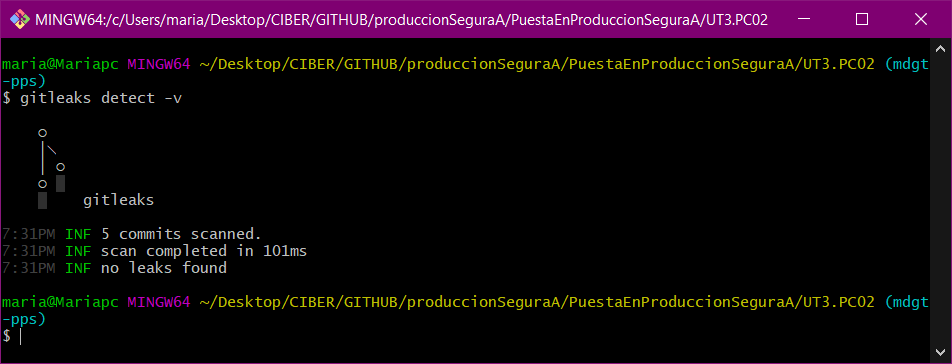 MINGW64:/c/Users/maria/Desktop/CIBER/GITHUB/produccionSeguraA/PuestaEnProduccionSeguraA/UT3.PC02
maria@Mariapc MINGW64 ~/Desktop/CIBER/GITHUB/produccionSeguraA/PuestaEnProduccionSeguraA/UT3.PC02 (mdgt
-pps)
$ gitleaks detect -v
○
│╲
│ ○
○ ░
░    gitleaks
7:31PM INF 5 commits scanned.
7:31PM INF scan completed in 101ms
7:31PM INF no leaks found
maria@Mariapc MINGW64 ~/Desktop/CIBER/GITHUB/produccionSeguraA/PuestaEnProduccionSeguraA/UT3.PC02 (mdgt
-pps)
$